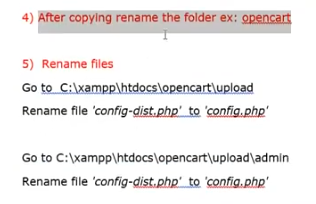 4) After copying rename the folder ex: opencart
5) Rename files
Go to C:\xampp\htdocs\opencart\upload
Rename file 'config-dist.php' to 'config.php'
Go to C:\xampp\htdocs\opencart\upload\admin
Rename file 'config-dist.php' to 'config.php'